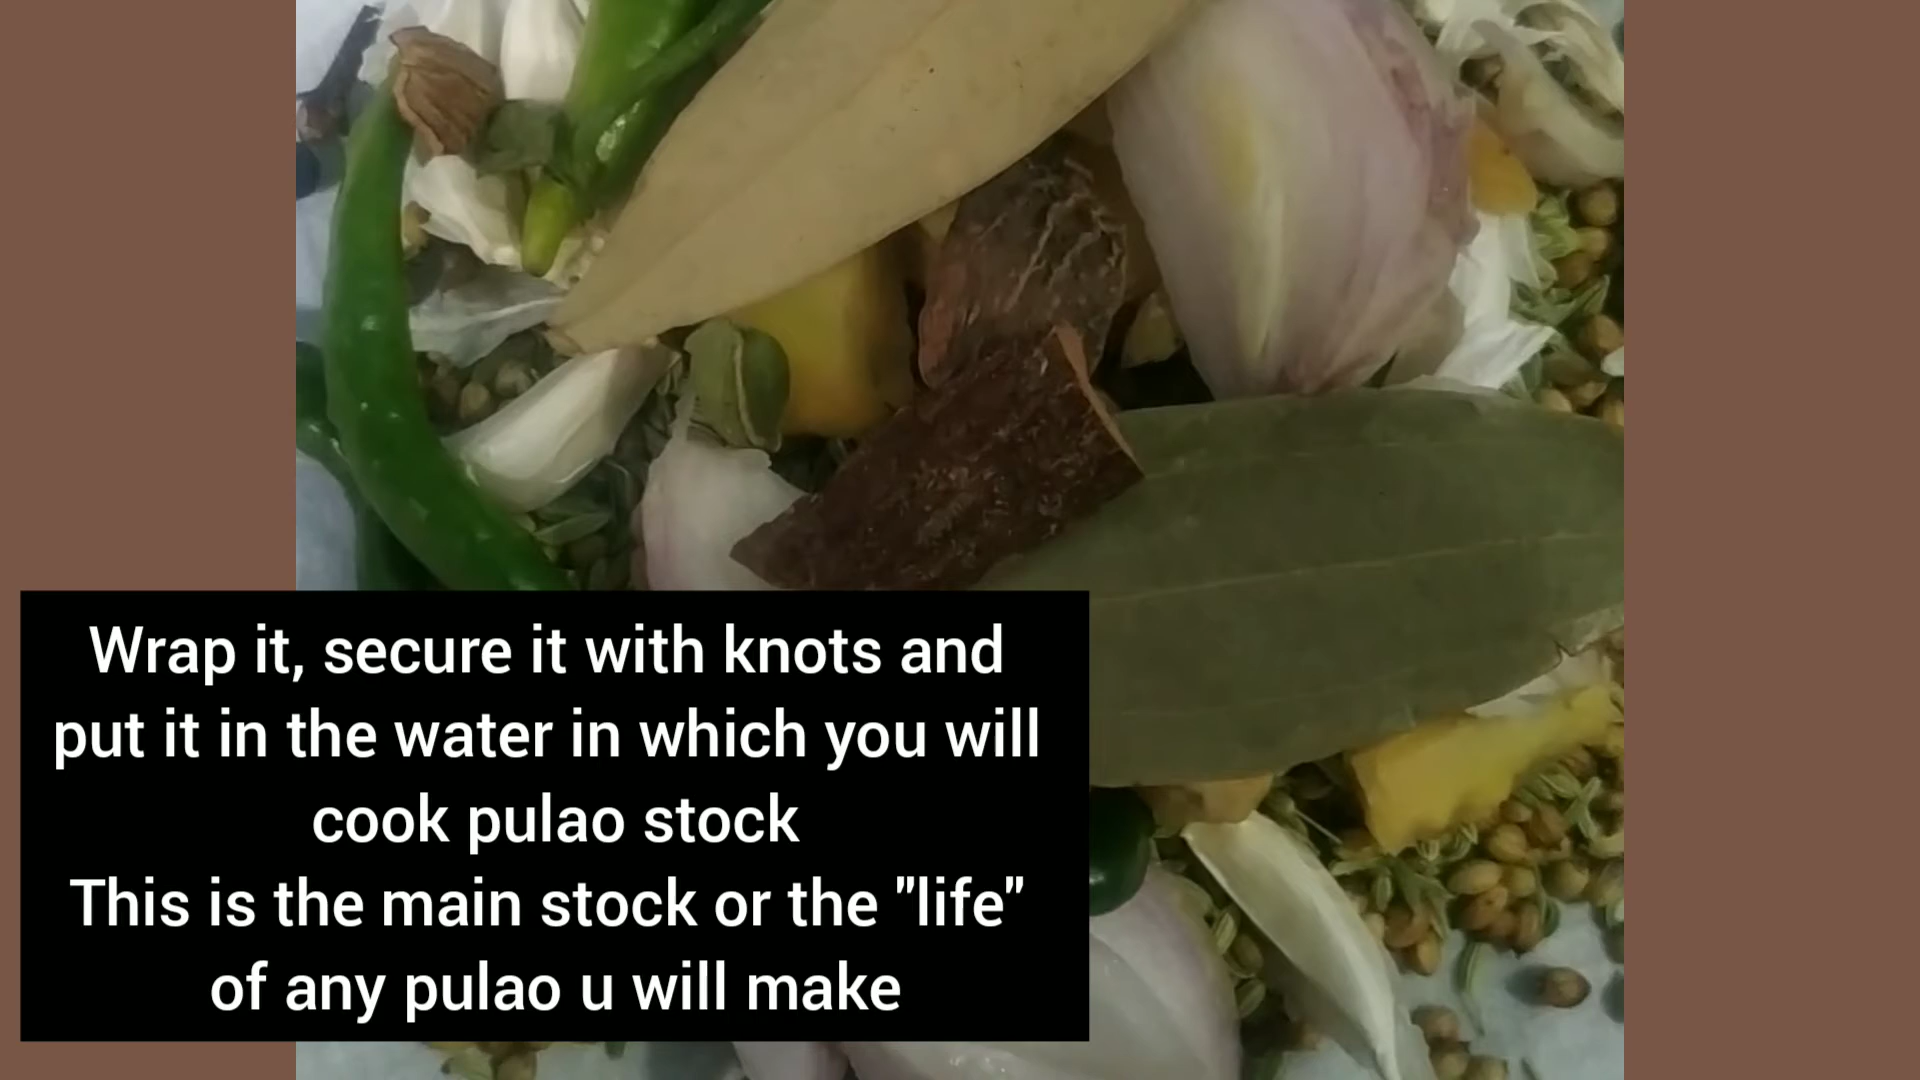 Wrap it, secure it with knots and
put it in the water in which you will
cook pulao stock
This is the main stock or the "life"
of any pulao u will make